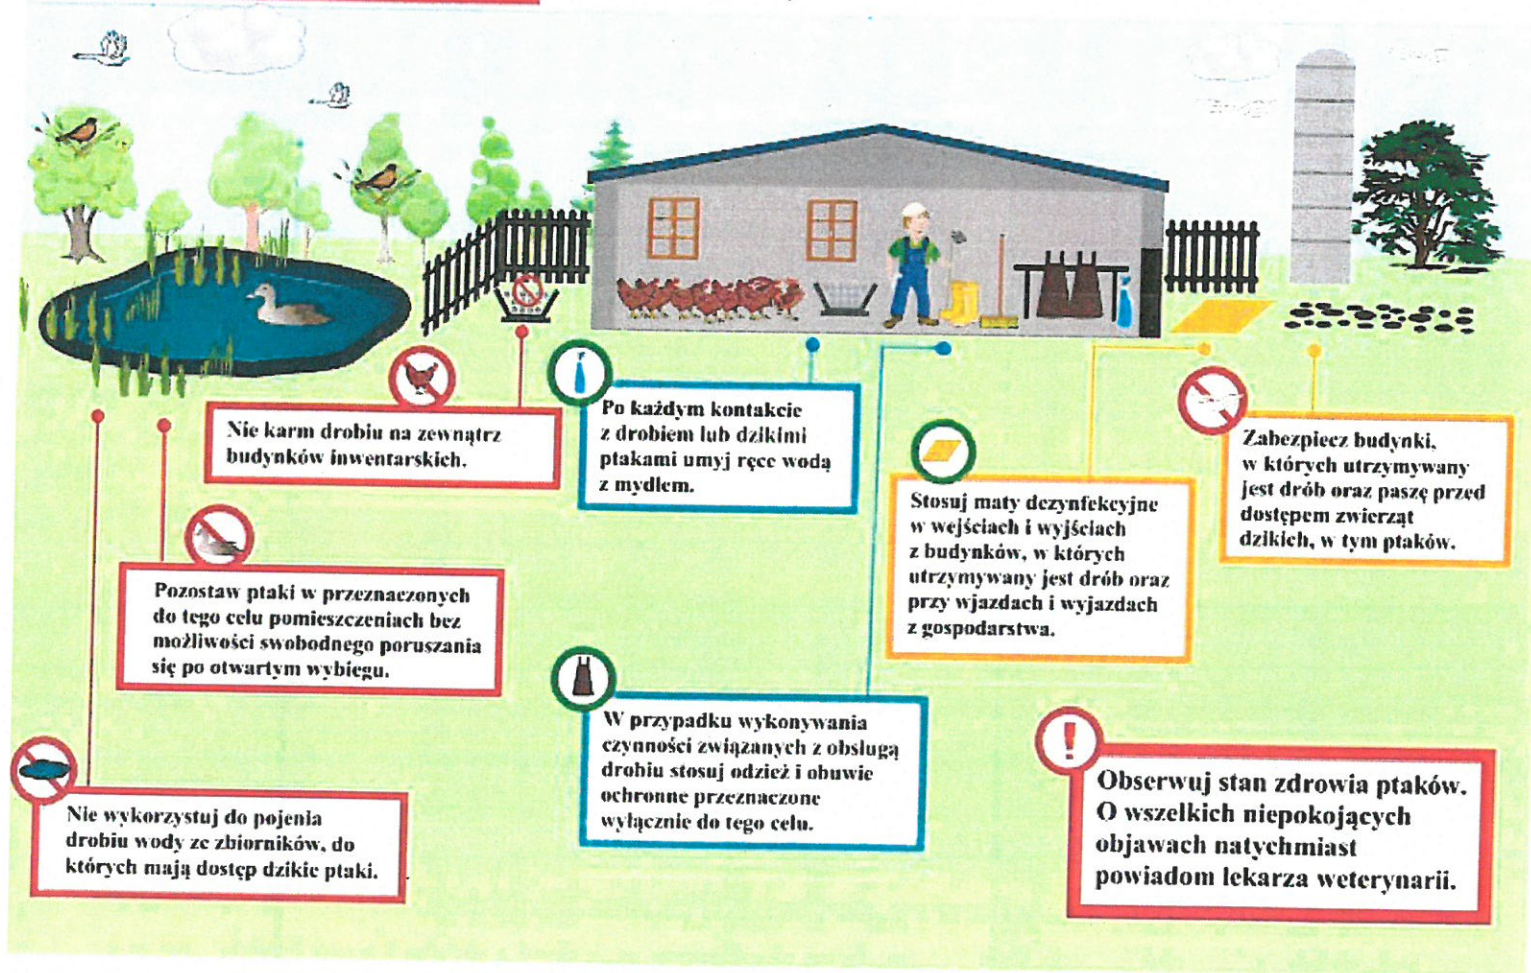 Nie karm drobiu na zewnątrz
budynków inwentarskich.
Po każdym kontakcie
z drobiem lub dzikimi
ptakami umyj ręce wodą
z mydłem.
Zabezpiecz budynki,
w których utrzymywany
jest drób oraz paszę przed
dostępem zwierząt
dzikich, w tym ptaków.
Stosuj maty dezynfekcyjne
w wejściach i wyjściach
z budynków, w których
utrzymywany jest drób oraz
przy wjazdach i wyjazdach
z gospodarstwa.
Pozostaw ptaki w przeznaczonych
do tego celu pomieszczeniach bez
możliwości swobodnego poruszania
się po otwartym wybiegu.
W przypadku wykonywania
czynności związanych z obsługą
drobiu stosuj odzież i obuwie
ochronne przeznaczone
wyłącznie do tego celu.
Nie wykorzystuj do pojenia
drobiu wody ze zbiorników, do
których mają dostęp dzikie ptaki.
Obserwuj stan zdrowia ptaków.
O wszelkich niepokojących
objawach natychmiast
powiadom lekarza weterynarii.